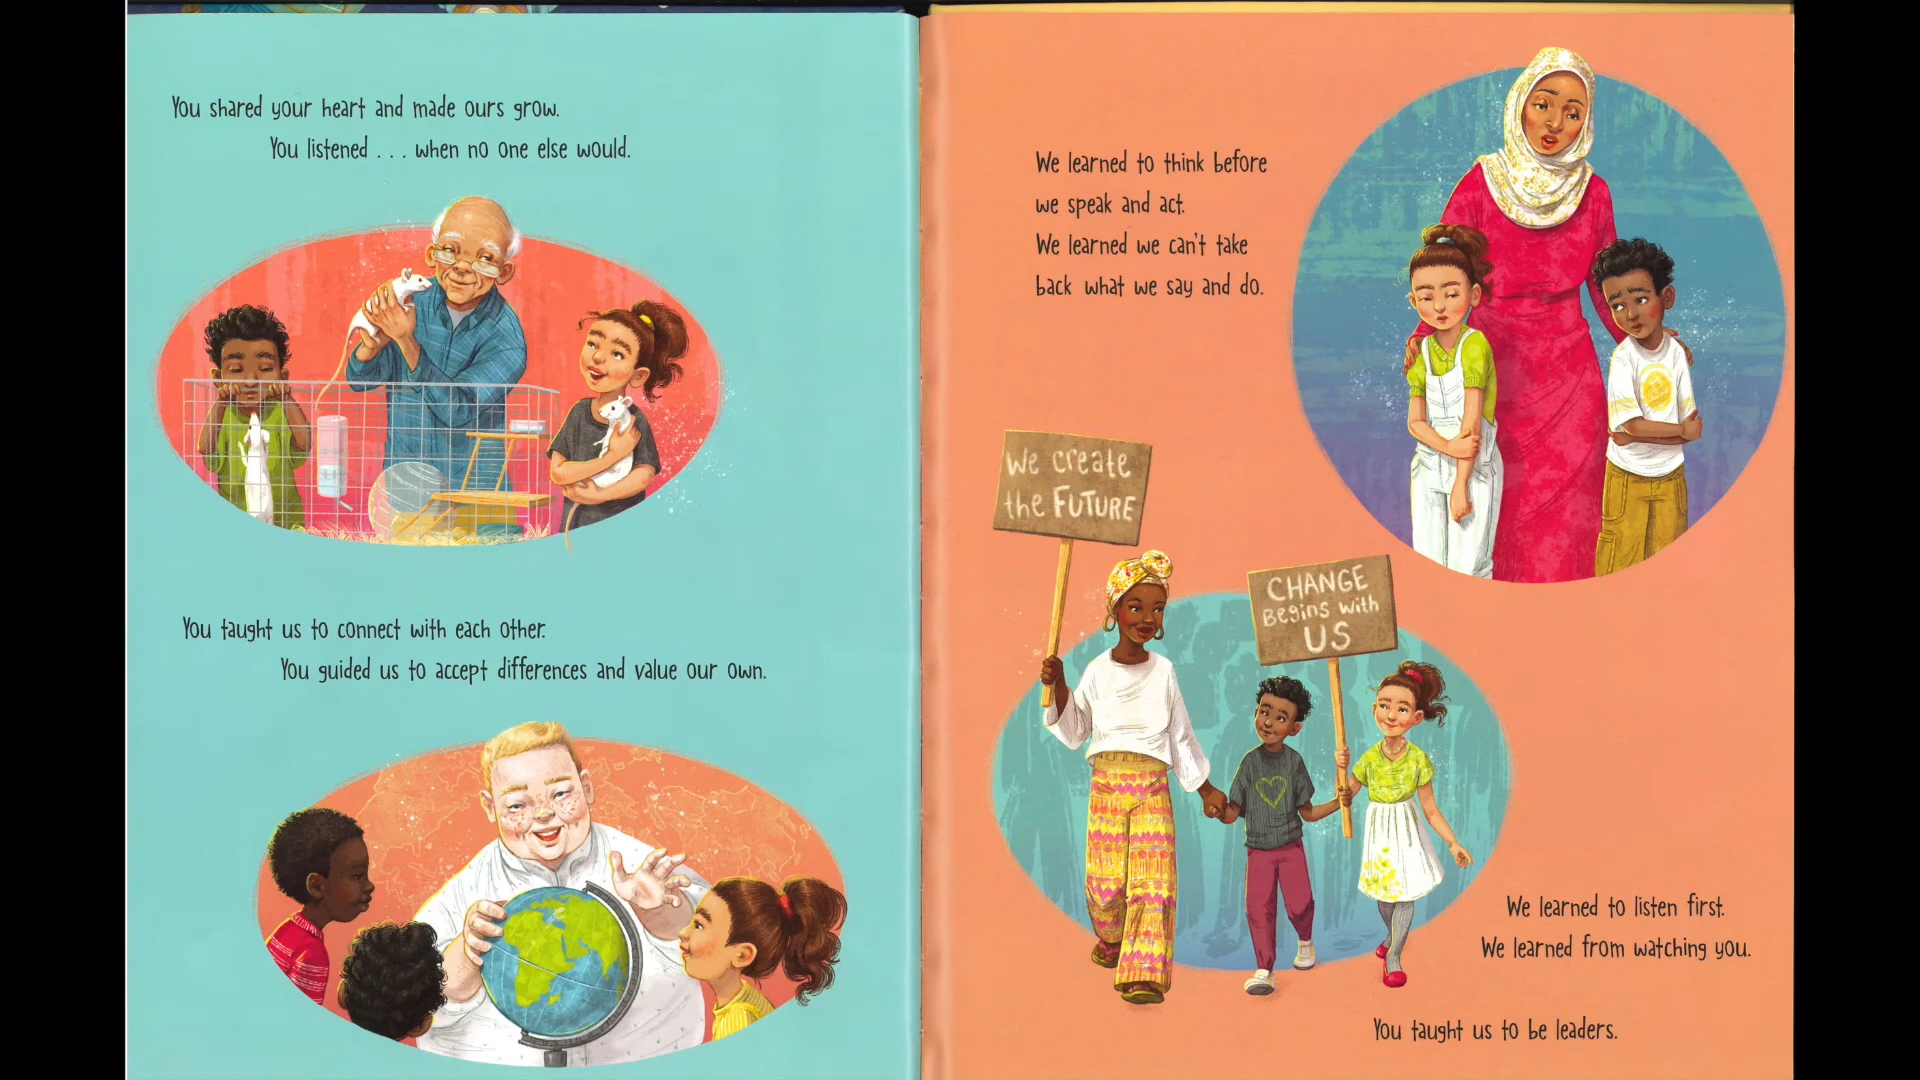 You shared your heart and made ours grow.
You listened . . . when no one else would.
You taught us to connect with each other.
You guided us to accept differences and value our own.
We learned to think before
we speak and act.
We learned we can't take
back what we say and do.
We create
the FUTURE
CHANGE
Begins with
US
We learned to listen first.
We learned from watching you.
You taught us to be leaders.